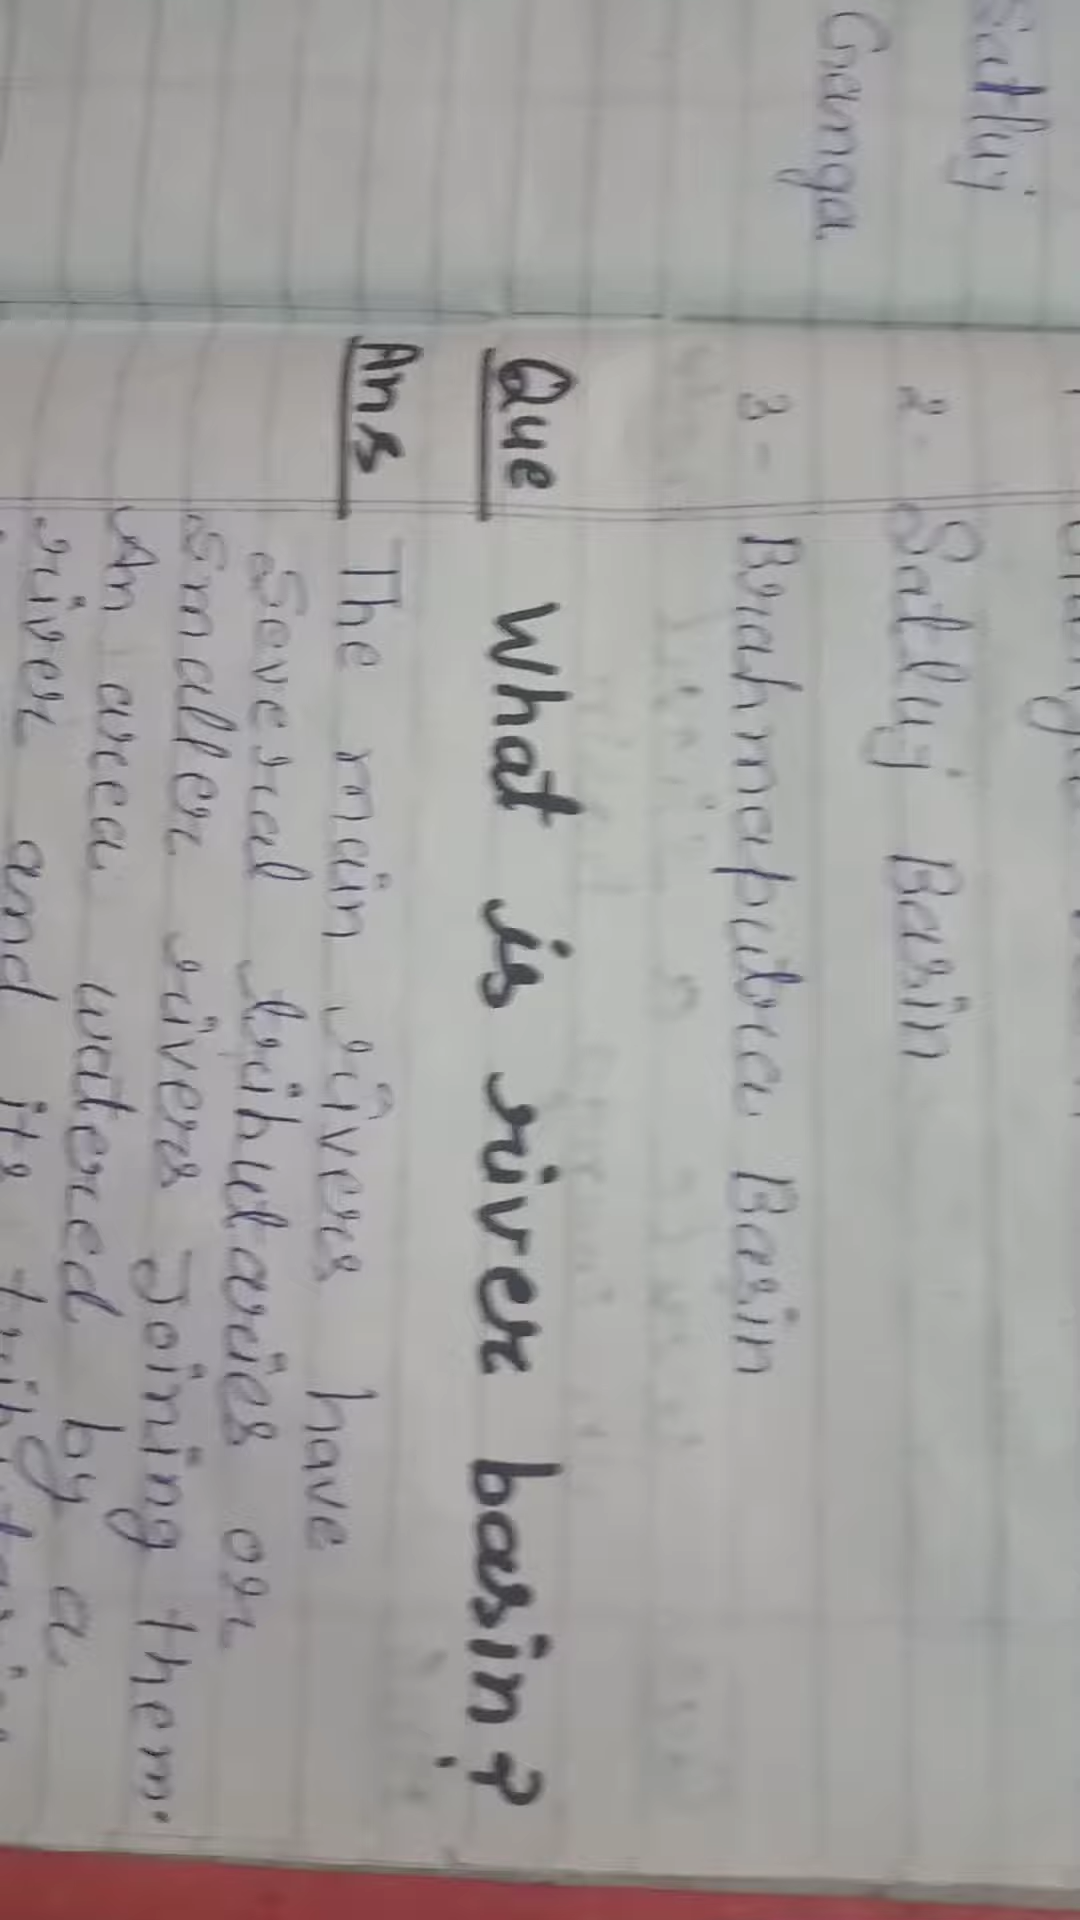 Satluj
Ganga
2- Satluj Basin
3- Brahmaputra Basin
Que What is river basin?
Ans The main rivers have
Several tributaries or
Smaller rivers Joining them.
An area watered by a
river and its